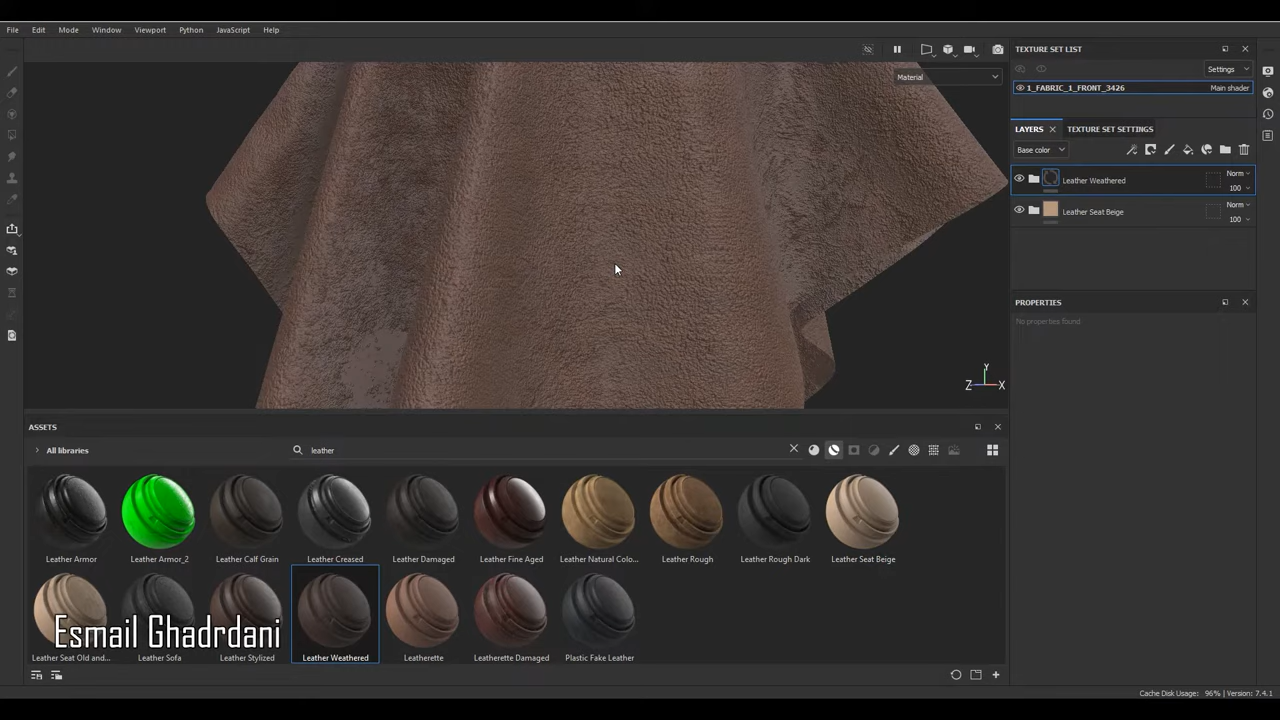 File Edit Mode Window Viewport Python JavaScript Help
Material
Y
Z X
TEXTURE SET LIST
Settings
1_FABRIC_1_FRONT_3426 Main shader
LAYERS TEXTURE SET SETTINGS
Base color
Leather Weathered Norm
100
Leather Seat Beige Norm
100
PROPERTIES
No properties found
ASSETS
All libraries leather
Leather Armor Leather Armor_2 Leather Calf Grain Leather Creased Leather Damaged Leather Fine Aged Leather Natural Colo... Leather Rough Leather Rough Dark Leather Seat Beige
Leather Seat Old and... Leather Sofa Leather Stylized Leather Weathered Leatherette Leatherette Damaged Plastic Fake Leather
Esmail Ghadrdani
Cache Disk Usage: 96% | Version: 7.4.1